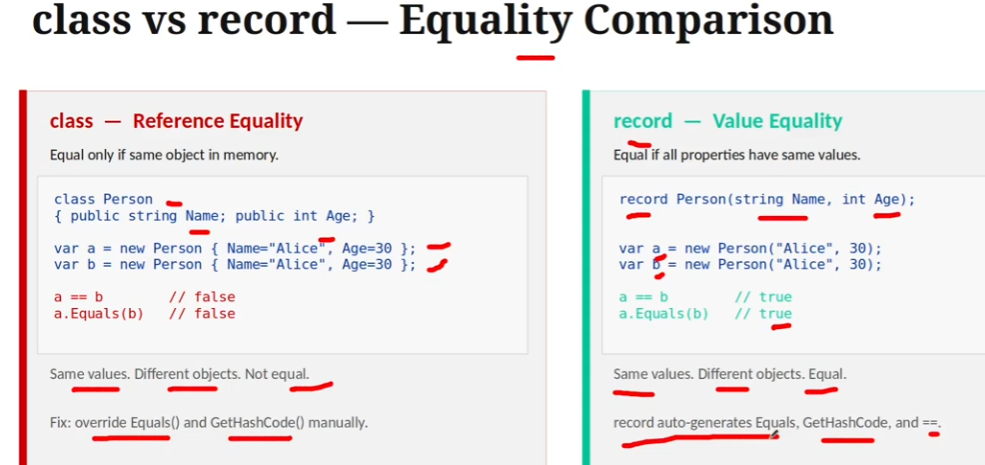 class vs record — Equality Comparison
class — Reference Equality
Equal only if same object in memory.
class Person
{ public string Name; public int Age; }
var a = new Person { Name="Alice", Age=30 };
var b = new Person { Name="Alice", Age=30 };
a == b        // false
a.Equals(b)   // false
Same values. Different objects. Not equal.
Fix: override Equals() and GetHashCode() manually.
record — Value Equality
Equal if all properties have same values.
record Person(string Name, int Age);
var a = new Person("Alice", 30);
var b = new Person("Alice", 30);
a == b        // true
a.Equals(b)   // true
Same values. Different objects. Equal.
record auto-generates Equals, GetHashCode, and ==.